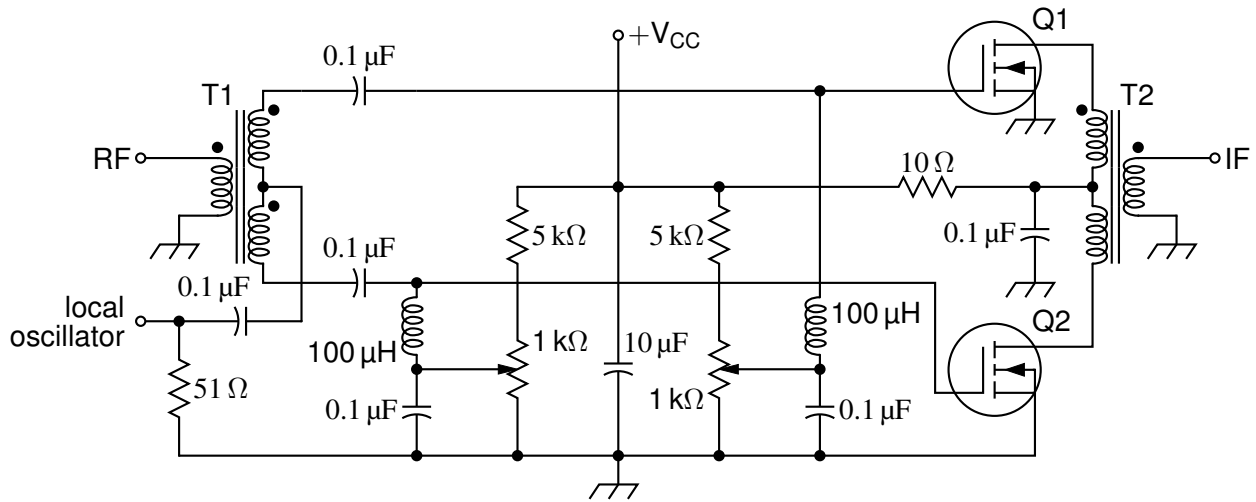 Q1
+V_CC
0.1 µF
T1
T2
RF
10 Ω
IF
5 kΩ
5 kΩ
0.1 µF
0.1 µF
0.1 µF
local
oscillator
100 µH
Q2
100 µH
1 kΩ
10 µF
51 Ω
1 kΩ
0.1 µF
0.1 µF